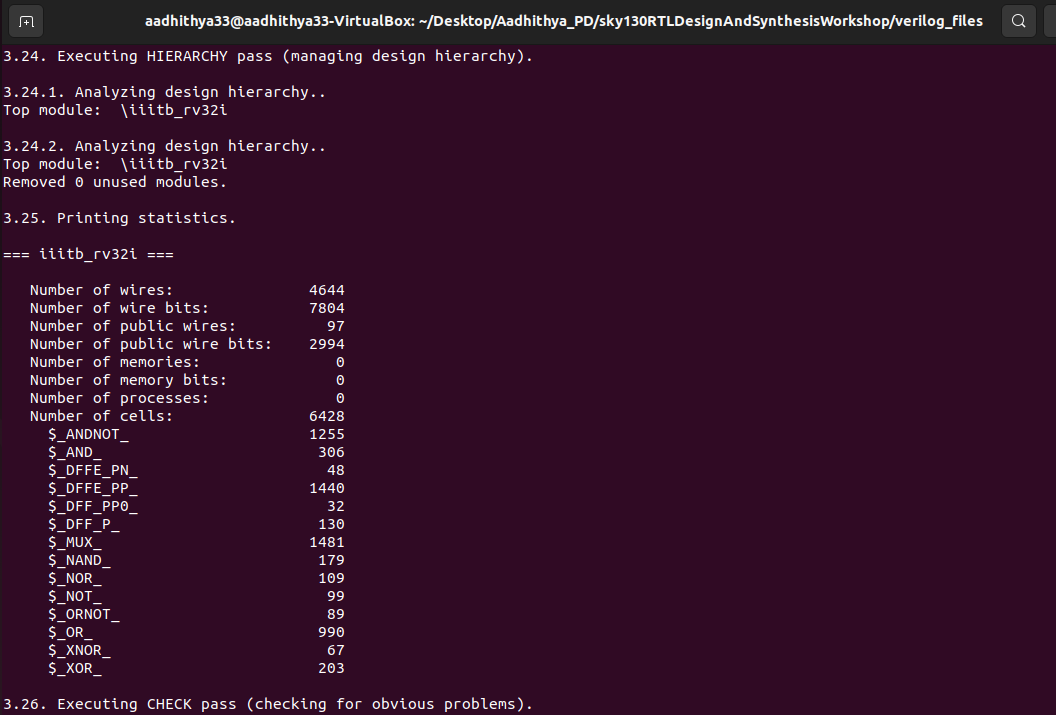 aadhithya33@aadhithya33-VirtualBox: ~/Desktop/Aadhithya_PD/sky130RTLDesignAndSynthesisWorkshop/verilog_files
3.24. Executing HIERARCHY pass (managing design hierarchy).
3.24.1. Analyzing design hierarchy..
Top module:  \iiitb_rv32i
3.24.2. Analyzing design hierarchy..
Top module:  \iiitb_rv32i
Removed 0 unused modules.
3.25. Printing statistics.
=== iiitb_rv32i ===
Number of wires: 4644
Number of wire bits: 7804
Number of public wires: 97
Number of public wire bits: 2994
Number of memories: 0
Number of memory bits: 0
Number of processes: 0
Number of cells: 6428
$_ANDNOT_ 1255
$_AND_ 306
$_DFFE_PN_ 48
$_DFFE_PP_ 1440
$_DFF_PP0_ 32
$_DFF_P_ 130
$_MUX_ 1481
$_NAND_ 179
$_NOR_ 109
$_NOT_ 99
$_ORNOT_ 89
$_OR_ 990
$_XNOR_ 67
$_XOR_ 203
3.26. Executing CHECK pass (checking for obvious problems).